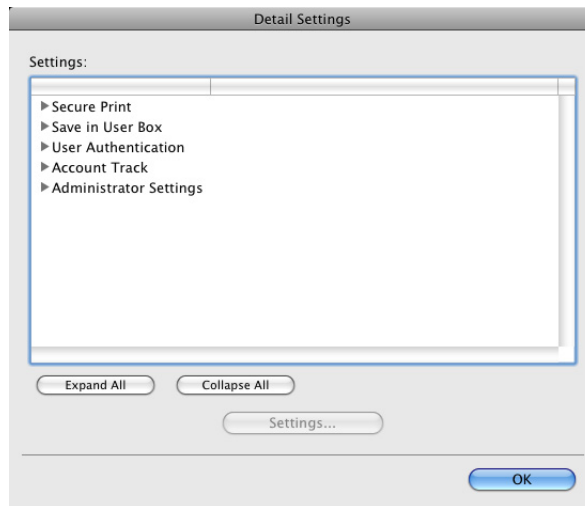 Detail Settings
Settings:
Secure Print
Save in User Box
User Authentication
Account Track
Administrator Settings
Expand All
Collapse All
Settings...
OK